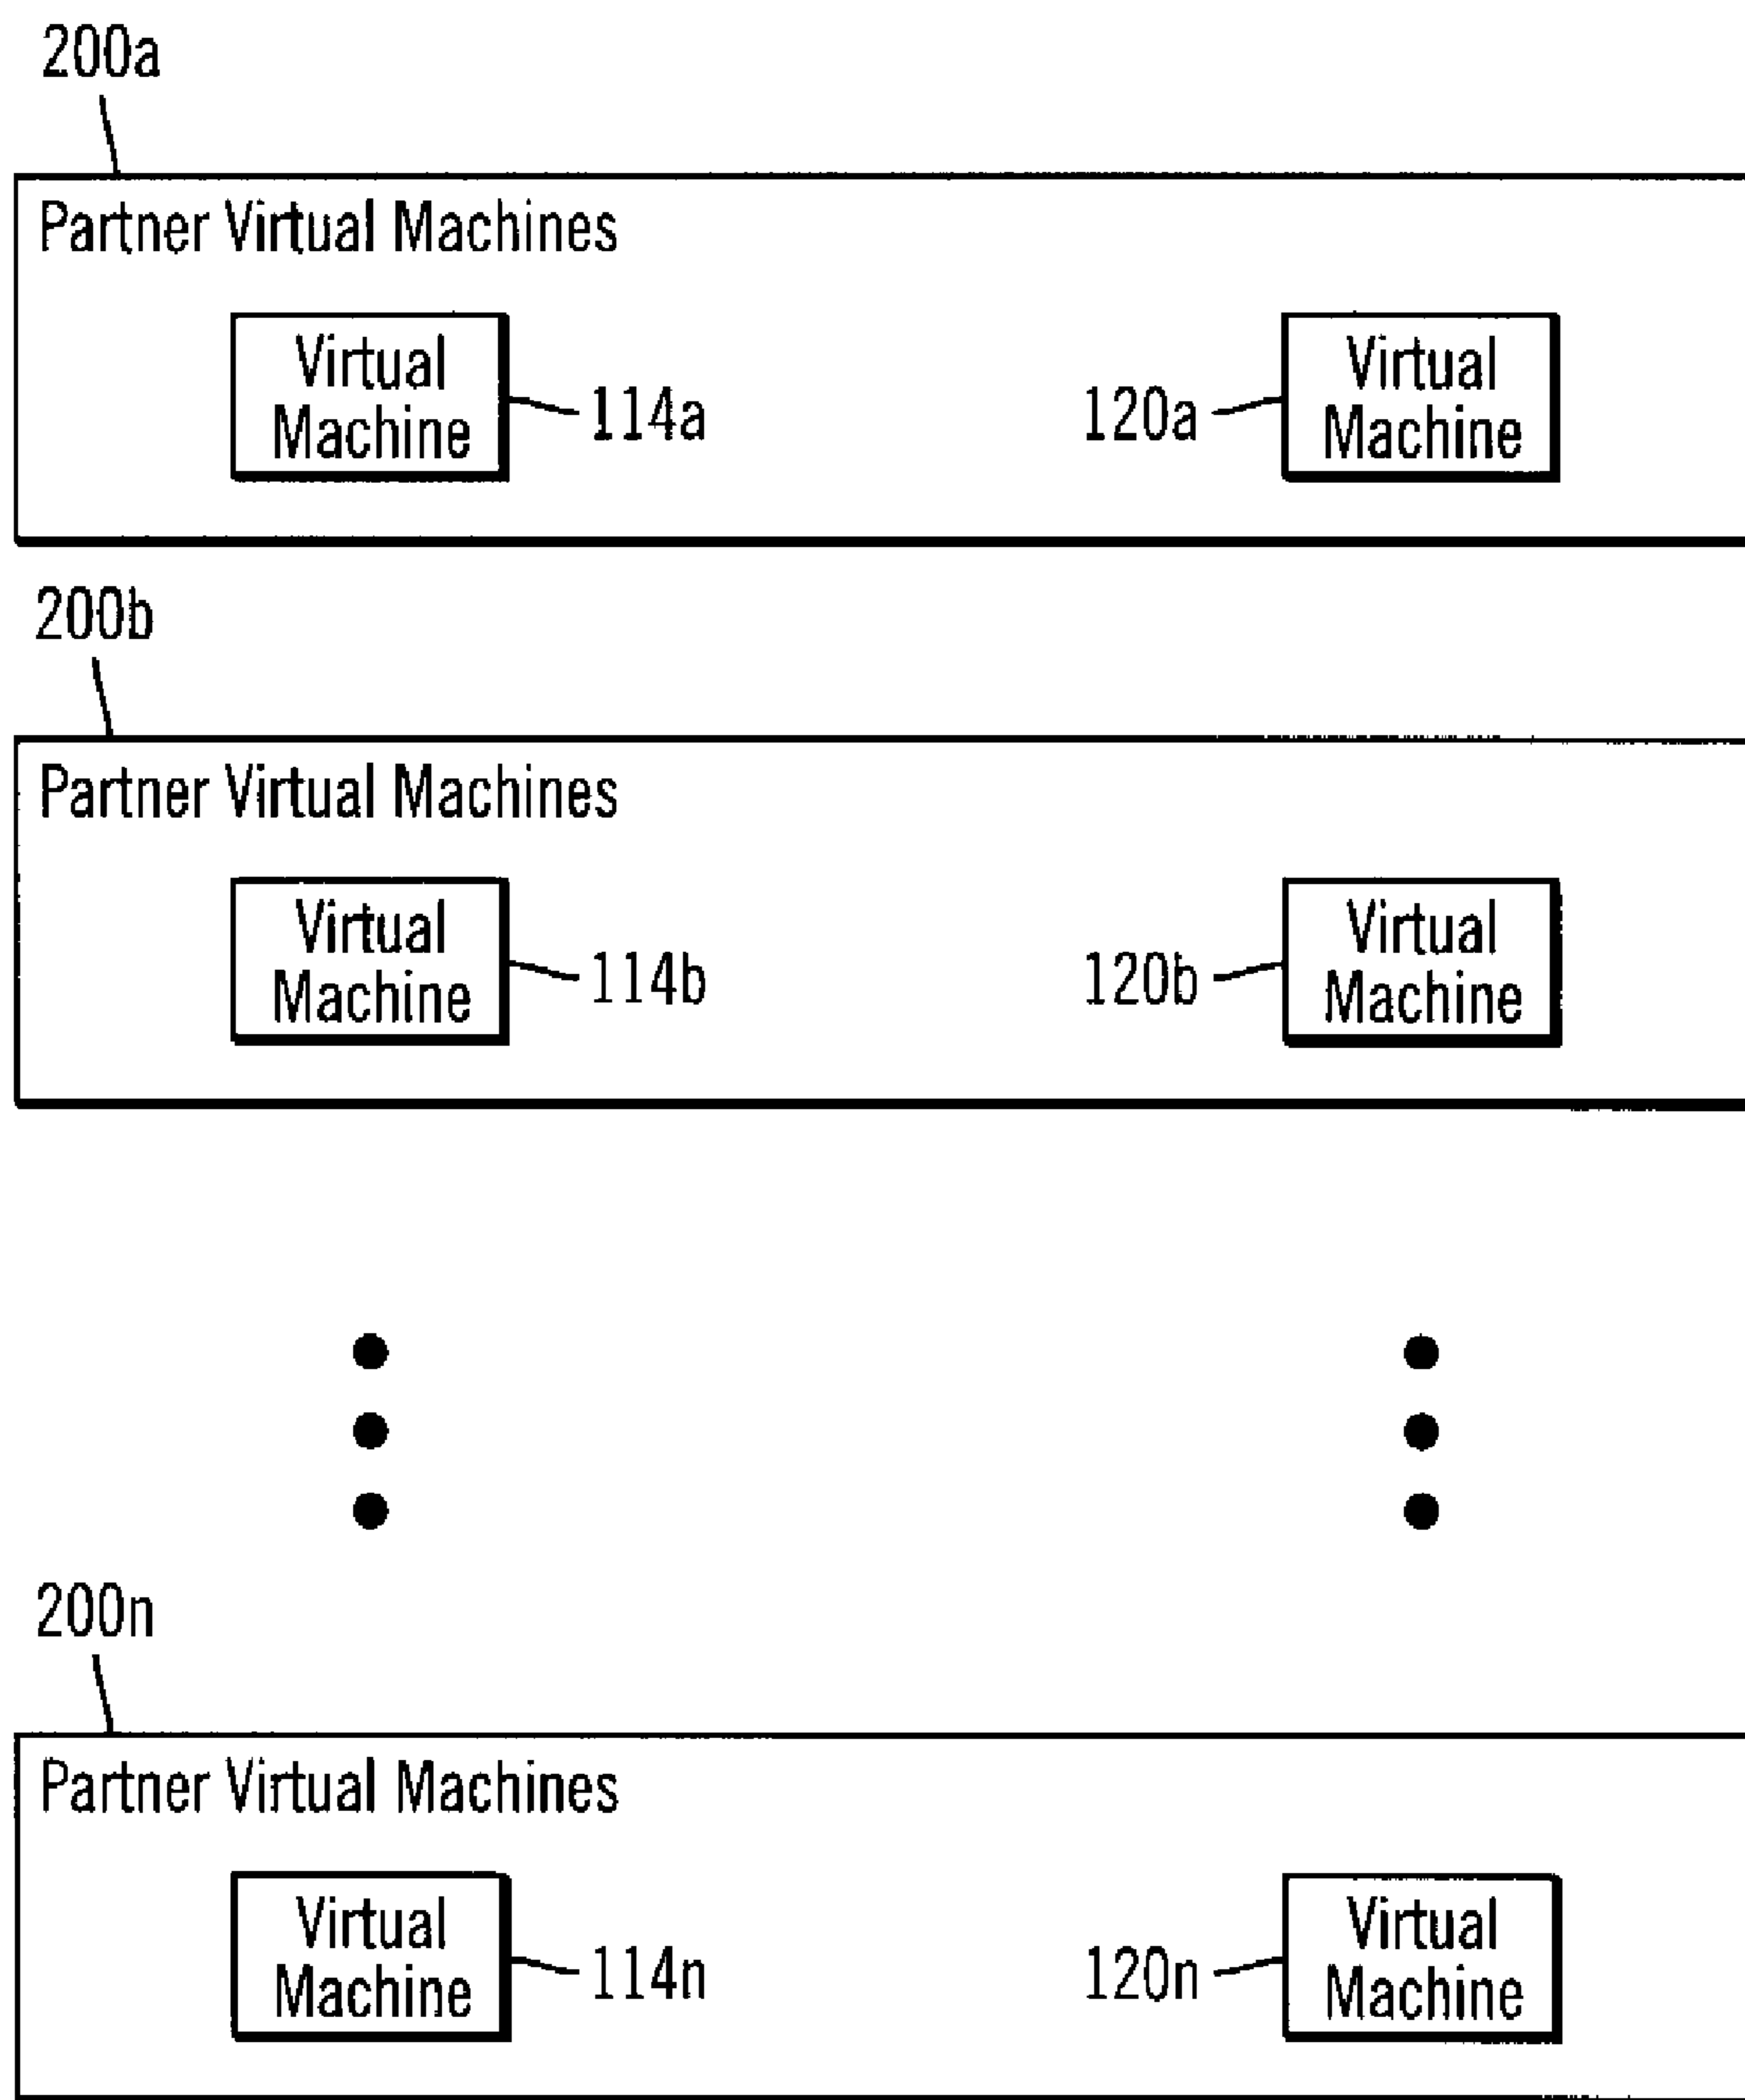 200a
Partner Virtual Machines
Virtual
Machine
114a
120a
Virtual
Machine
200b
Partner Virtual Machines
Virtual
Machine
114b
120b
Virtual
Machine
200n
Partner Virtual Machines
Virtual
Machine
114n
120n
Virtual
Machine